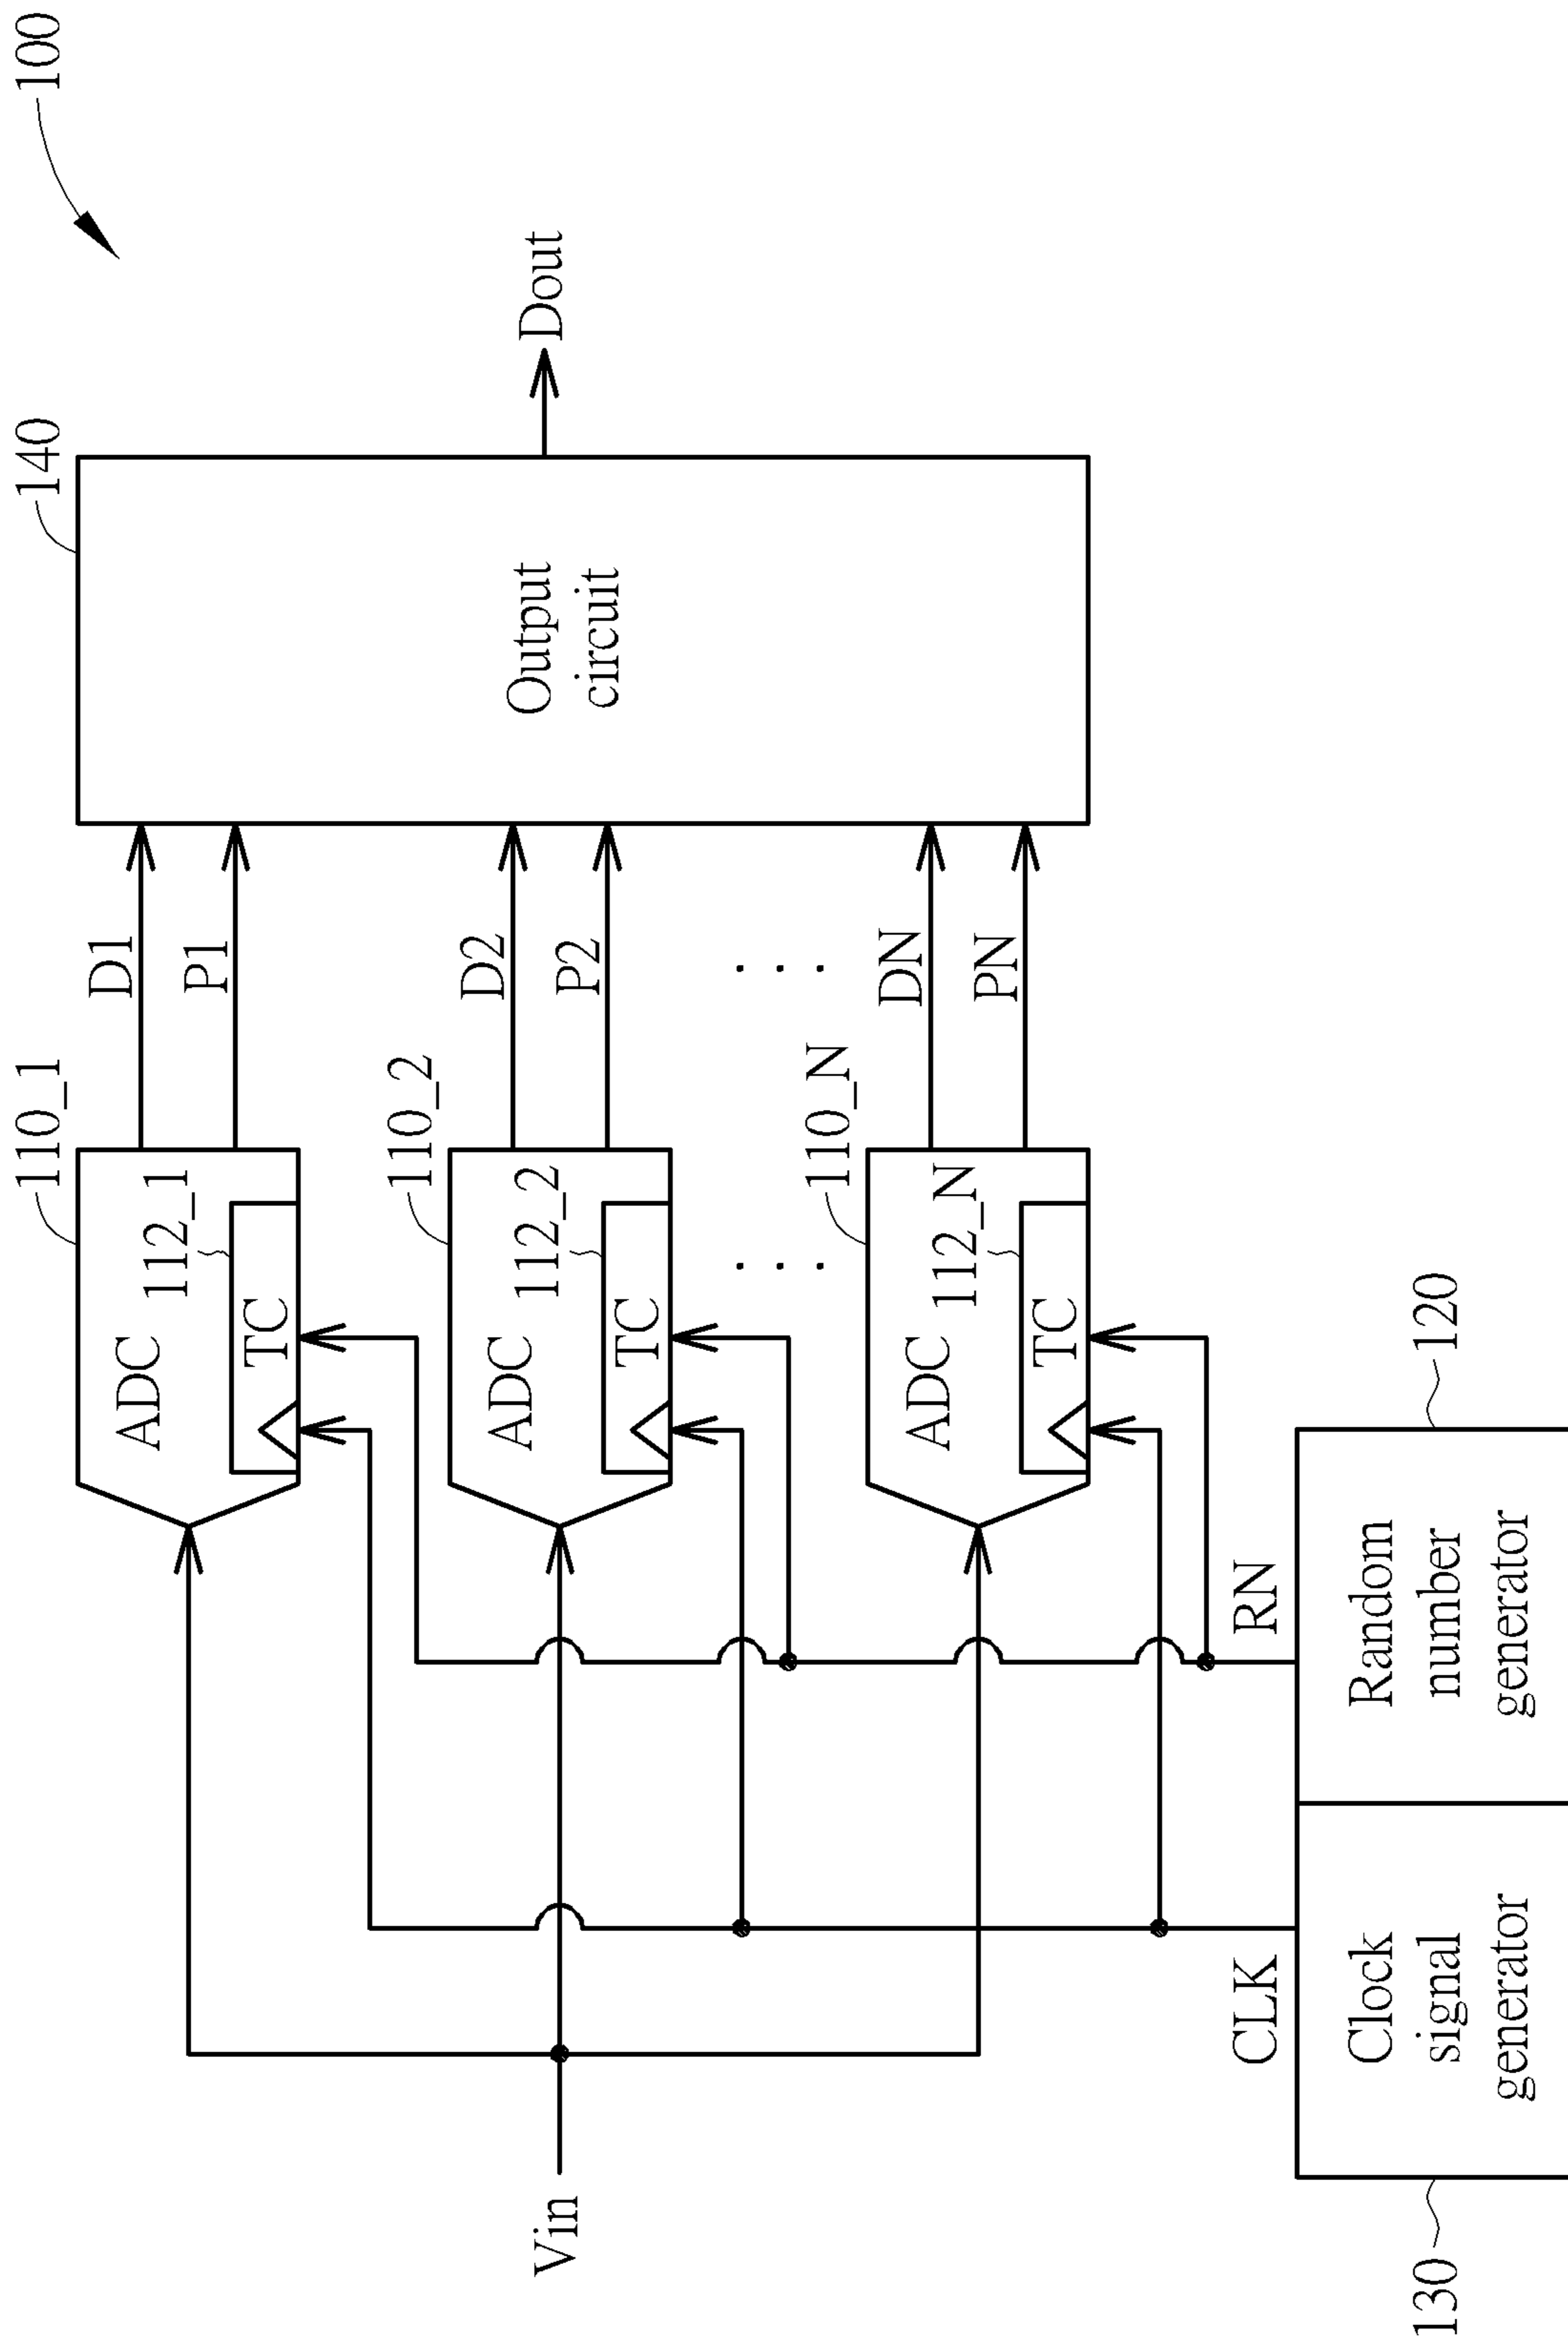 100
110_1
140
ADC
112_1
TC
D1
P1
110_2
ADC
112_2
TC
D2
P2
Output
circuit
Dout
Vin
. . .
. . .
110_N
ADC
112_N
TC
DN
PN
CLK
RN
130
Clock
signal
generator
Random
number
generator
120